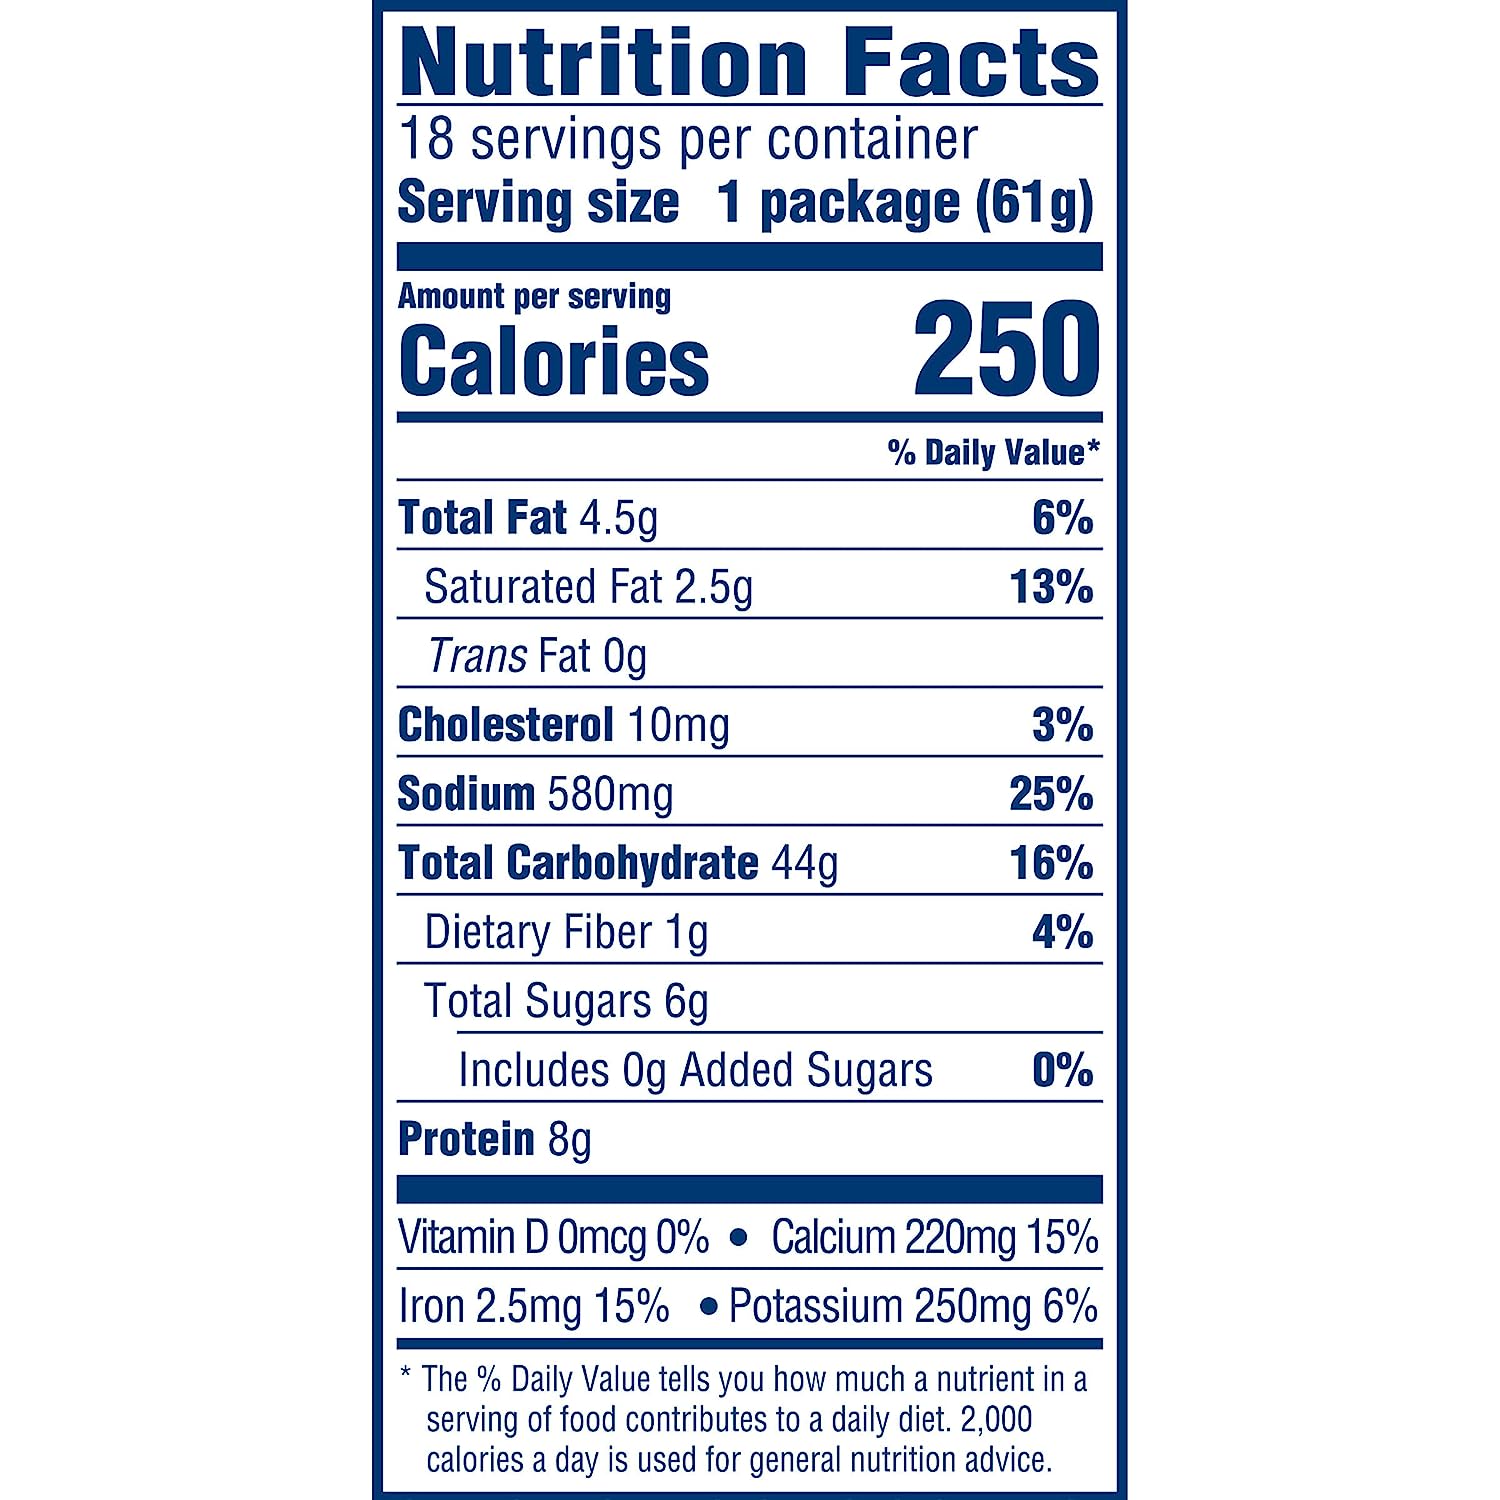 Nutrition Facts
18 servings per container
Serving size 1 package (61g)
Amount per serving
Calories 250
% Daily Value*
Total Fat 4.5g 6%
Saturated Fat 2.5g 13%
Trans Fat 0g
Cholesterol 10mg 3%
Sodium 580mg 25%
Total Carbohydrate 44g 16%
Dietary Fiber 1g 4%
Total Sugars 6g
Includes 0g Added Sugars 0%
Protein 8g
Vitamin D 0mcg 0% • Calcium 220mg 15%
Iron 2.5mg 15% • Potassium 250mg 6%
* The % Daily Value tells you how much a nutrient in a
serving of food contributes to a daily diet. 2,000
calories a day is used for general nutrition advice.